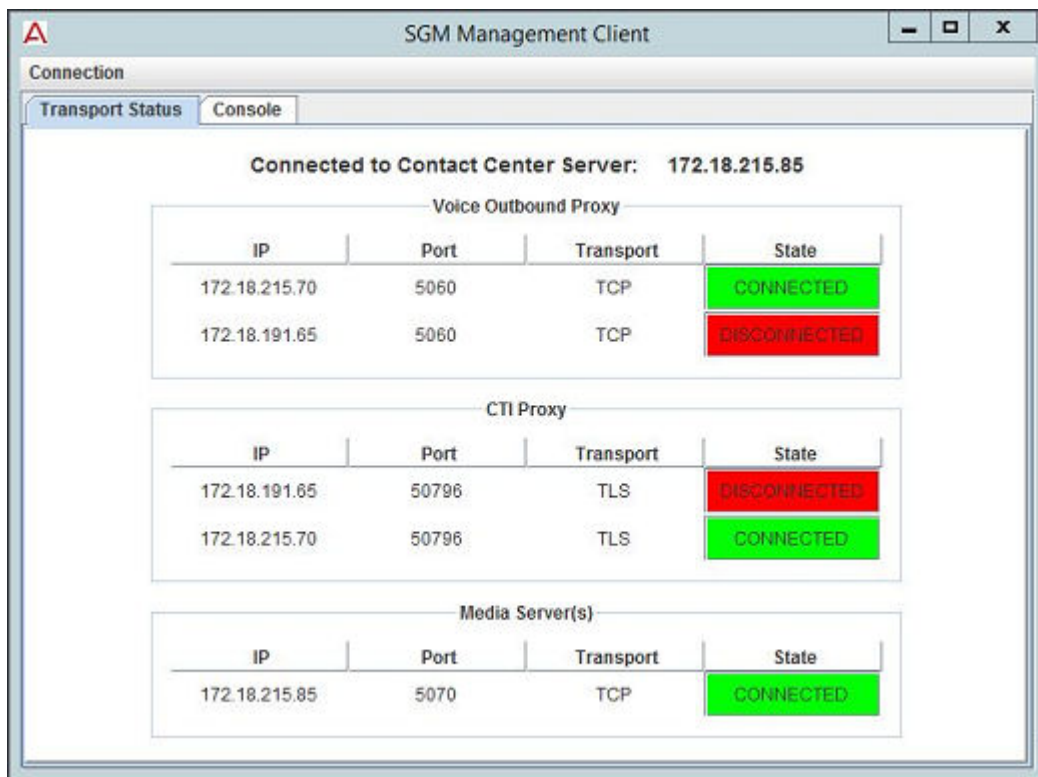 SGM Management Client
Connection
Transport Status Console
Connected to Contact Center Server: 172.18.215.85
Voice Outbound Proxy
IP Port Transport State
172.18.215.70 5060 TCP CONNECTED
172.18.191.65 5060 TCP DISCONNECTED
CTI Proxy
IP Port Transport State
172.18.191.65 50796 TLS DISCONNECTED
172.18.215.70 50796 TLS CONNECTED
Media Server(s)
IP Port Transport State
172.18.215.85 5070 TCP CONNECTED